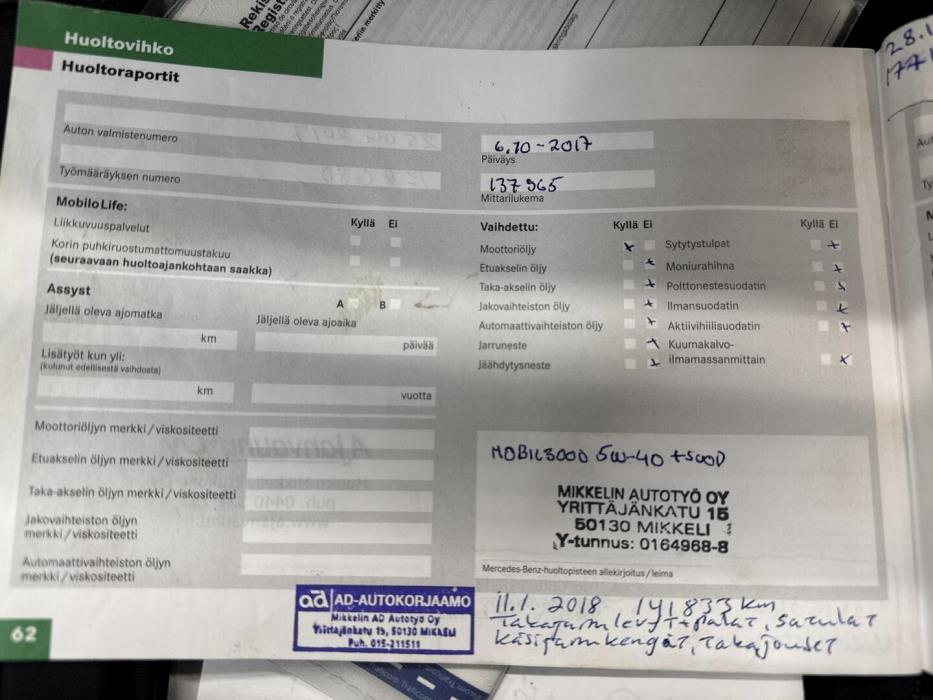 Huoltovihko
Huoltoraportit
Auton valmistenumero
Työmääräyksen numero
6.10-2017
Päiväys
137965
Mittarilukema
MobiloLife:
Kyllä Ei
Liikkuvuuspalvelut
Korin puhkiruostumattomuustakuu
(seuraavaan huoltoajankohtaan saakka)
Assyst
A B
Jäljellä oleva ajomatka
Jäljellä oleva ajoaika
km
päivää
Lisätyöt kun yli:
(kulunut edellisestä vaihdosta)
km
vuotta
Moottoriöljyn merkki / viskositeetti
Etuakselin öljyn merkki / viskositeetti
Taka-akselin öljyn merkki / viskositeetti
Jakovaihteiston öljyn
merkki / viskositeetti
Automaattivaihteiston öljyn
merkki / viskositeetti
Vaihdettu:
Kyllä Ei
Kyllä Ei
Moottoriöljy
Etuakselin öljy
Taka-akselin öljy
Jakovaihteiston öljy
Automaattivaihteiston öljy
Jarruneste
Jäähdytysneste
Sytytystulpat
Moniurahihna
Polttonestesuodatin
Ilmansuodatin
Aktiivihiilisuodatin
Kuumakalvo-
ilmamassanmittain
MOBIL3000 5W-40 +SUOD
MIKKELIN AUTOTYÖ OY
YRITTÄJÄNKATU 15
50130 MIKKELI
Y-tunnus: 0164968-8
Mercedes-Benz-huoltopisteen allekirjoitus / leima
ad AD-AUTOKORJAAMO
Mikkelin AD Autotyö Oy
Yrittäjänkatu 15, 50130 MIKKELI
Puh. 015-211511
11.1. 2018 141833 km
Takajarrulevyt+palat, satulat
käsijarrukengät, takajouset
62